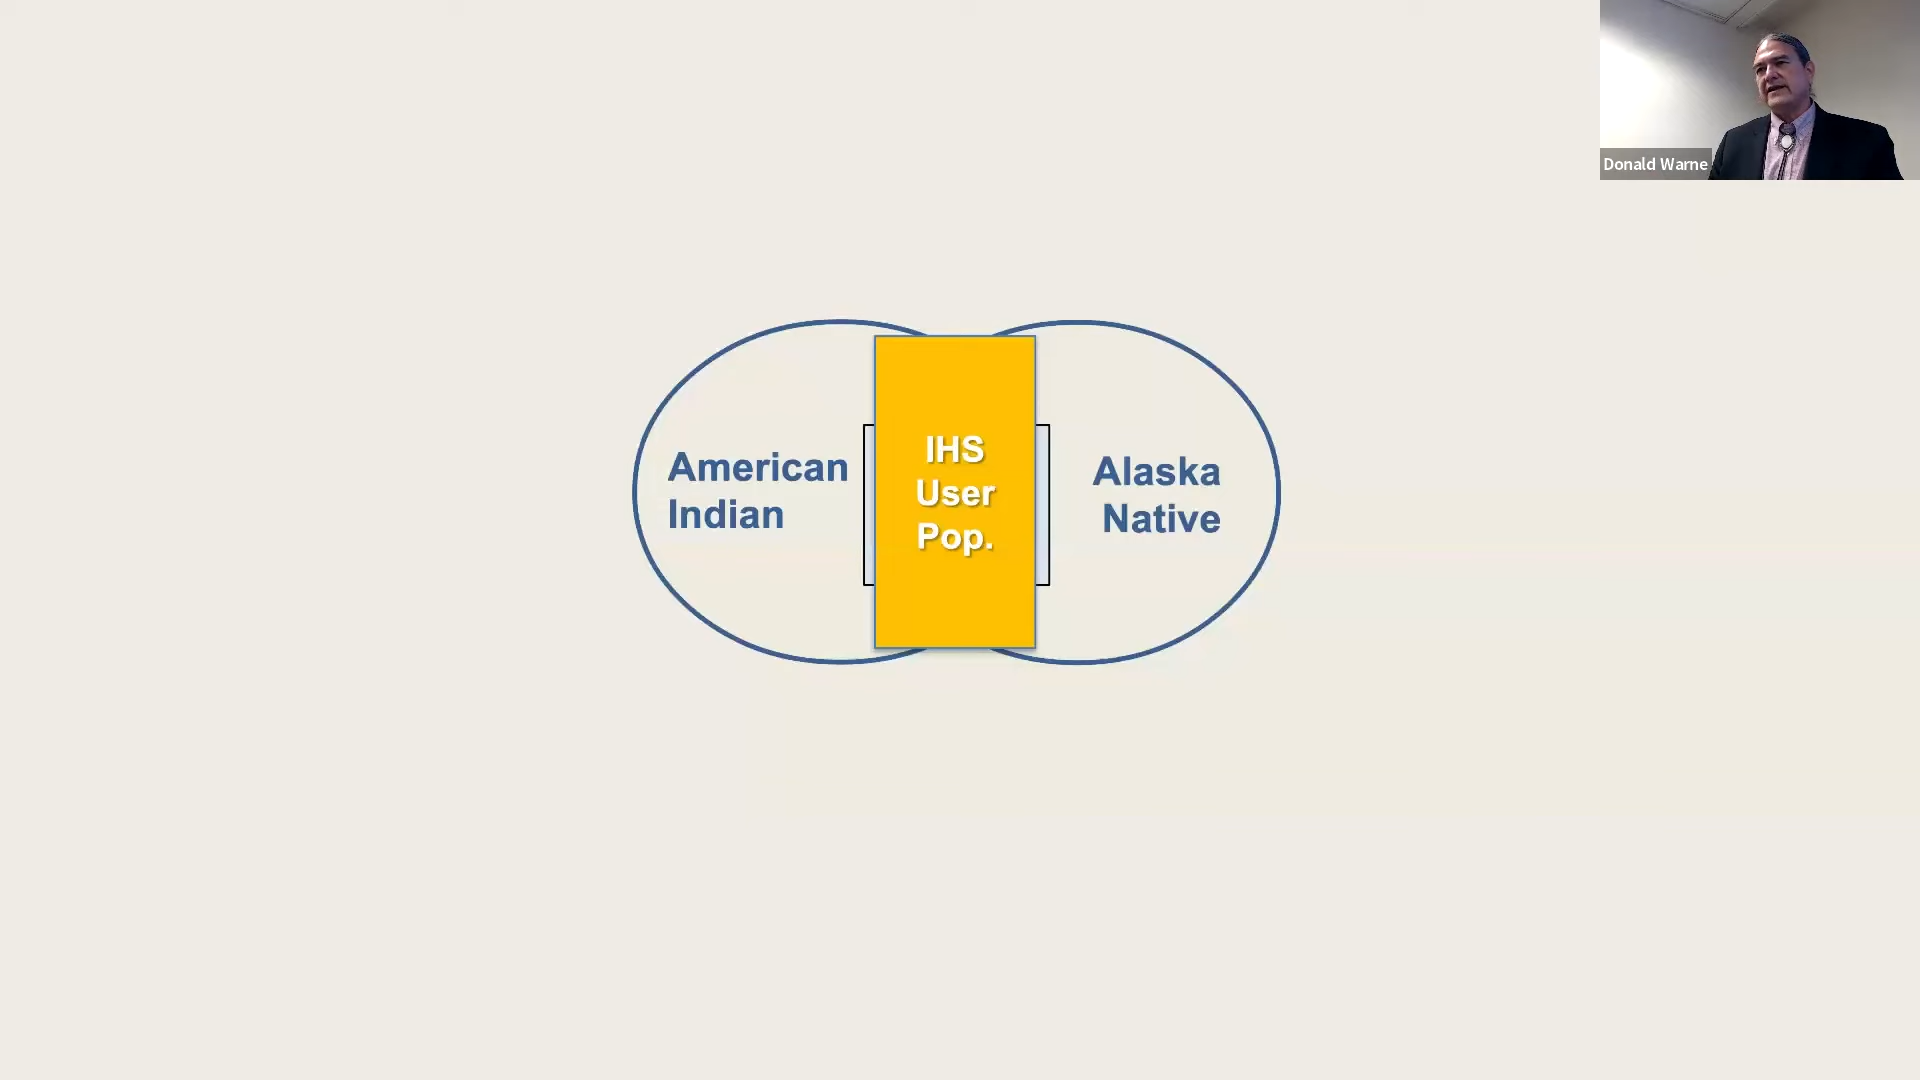 Donald Warne
American
Indian
IHS
User
Pop.
Alaska
Native